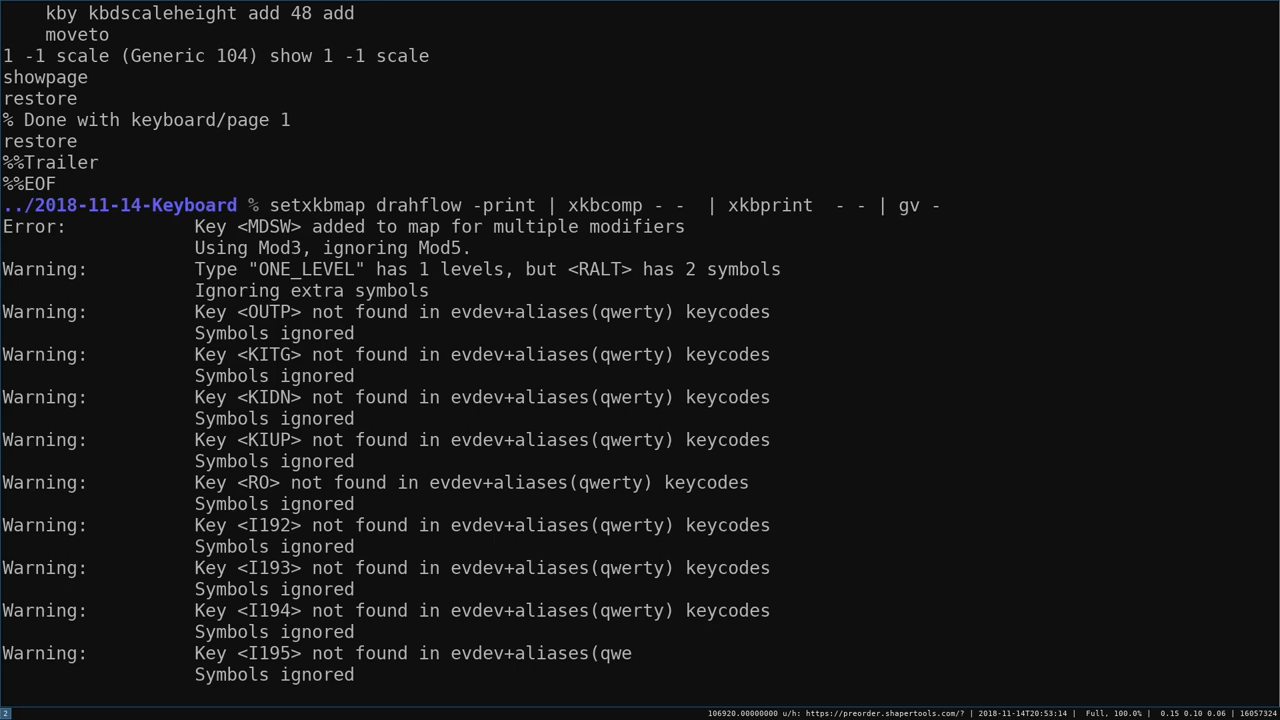 kby kbdscaleheight add 48 add
    moveto
1 -1 scale (Generic 104) show 1 -1 scale
showpage
restore
% Done with keyboard/page 1
restore
%%Trailer
%%EOF
../2018-11-14-Keyboard % setxkbmap drahflow -print | xkbcomp - -  | xkbprint  - - | gv -
Error:            Key <MDSW> added to map for multiple modifiers
                  Using Mod3, ignoring Mod5.
Warning:          Type "ONE_LEVEL" has 1 levels, but <RALT> has 2 symbols
                  Ignoring extra symbols
Warning:          Key <OUTP> not found in evdev+aliases(qwerty) keycodes
                  Symbols ignored
Warning:          Key <KITG> not found in evdev+aliases(qwerty) keycodes
                  Symbols ignored
Warning:          Key <KIDN> not found in evdev+aliases(qwerty) keycodes
                  Symbols ignored
Warning:          Key <KIUP> not found in evdev+aliases(qwerty) keycodes
                  Symbols ignored
Warning:          Key <RO> not found in evdev+aliases(qwerty) keycodes
                  Symbols ignored
Warning:          Key <I192> not found in evdev+aliases(qwerty) keycodes
                  Symbols ignored
Warning:          Key <I193> not found in evdev+aliases(qwerty) keycodes
                  Symbols ignored
Warning:          Key <I194> not found in evdev+aliases(qwerty) keycodes
                  Symbols ignored
Warning:          Key <I195> not found in evdev+aliases(qwe
                  Symbols ignored
2 106920.00000000 u/h: https://preorder.shapertools.com/? | 2018-11-14T20:53:14 |  Full, 100.0% |  0.15 0.10 0.06 | 16057324